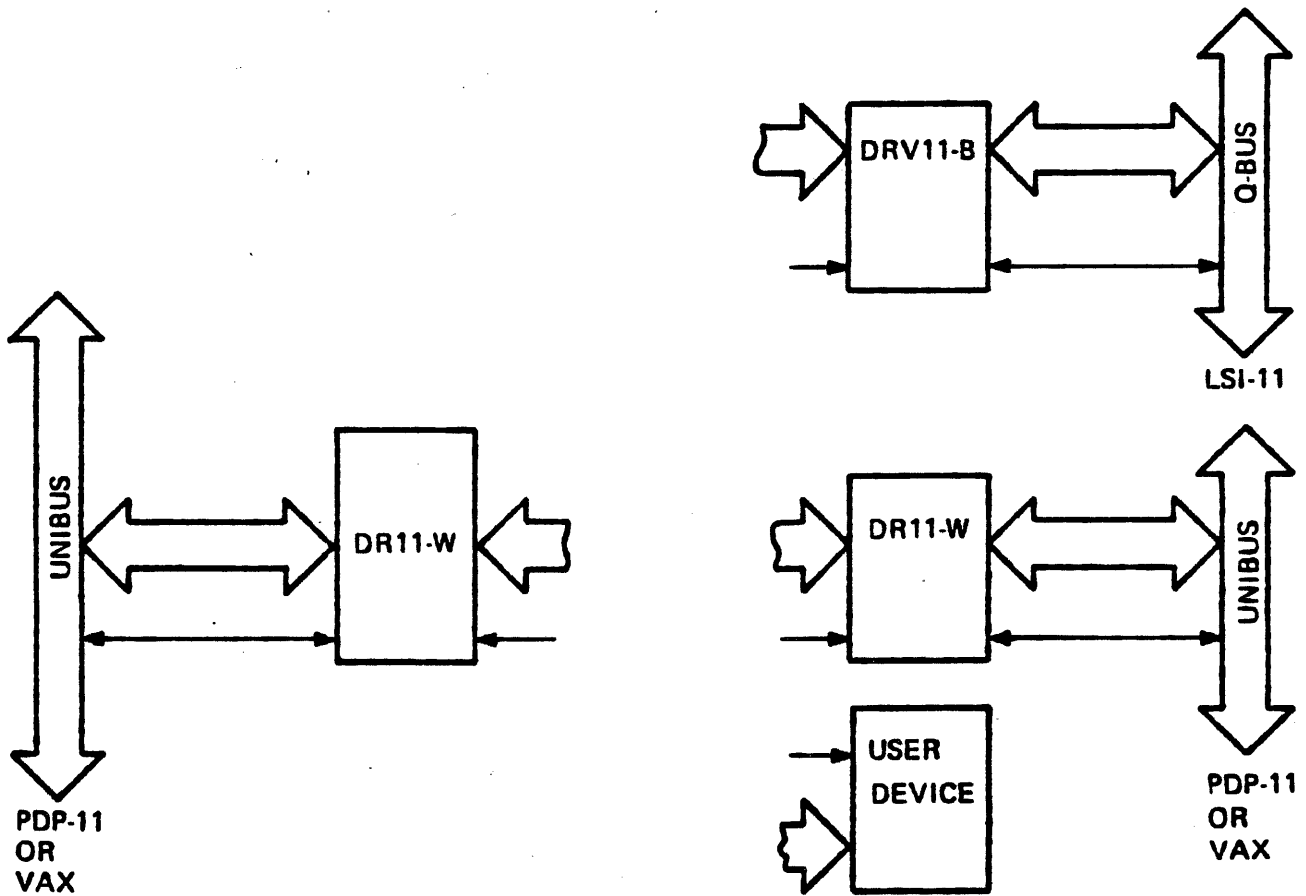 DRV11-B
Q-BUS
LSI-11
UNIBUS
DR11-W
DR11-W
UNIBUS
USER
DEVICE
PDP-11
OR
VAX
PDP-11
OR
VAX